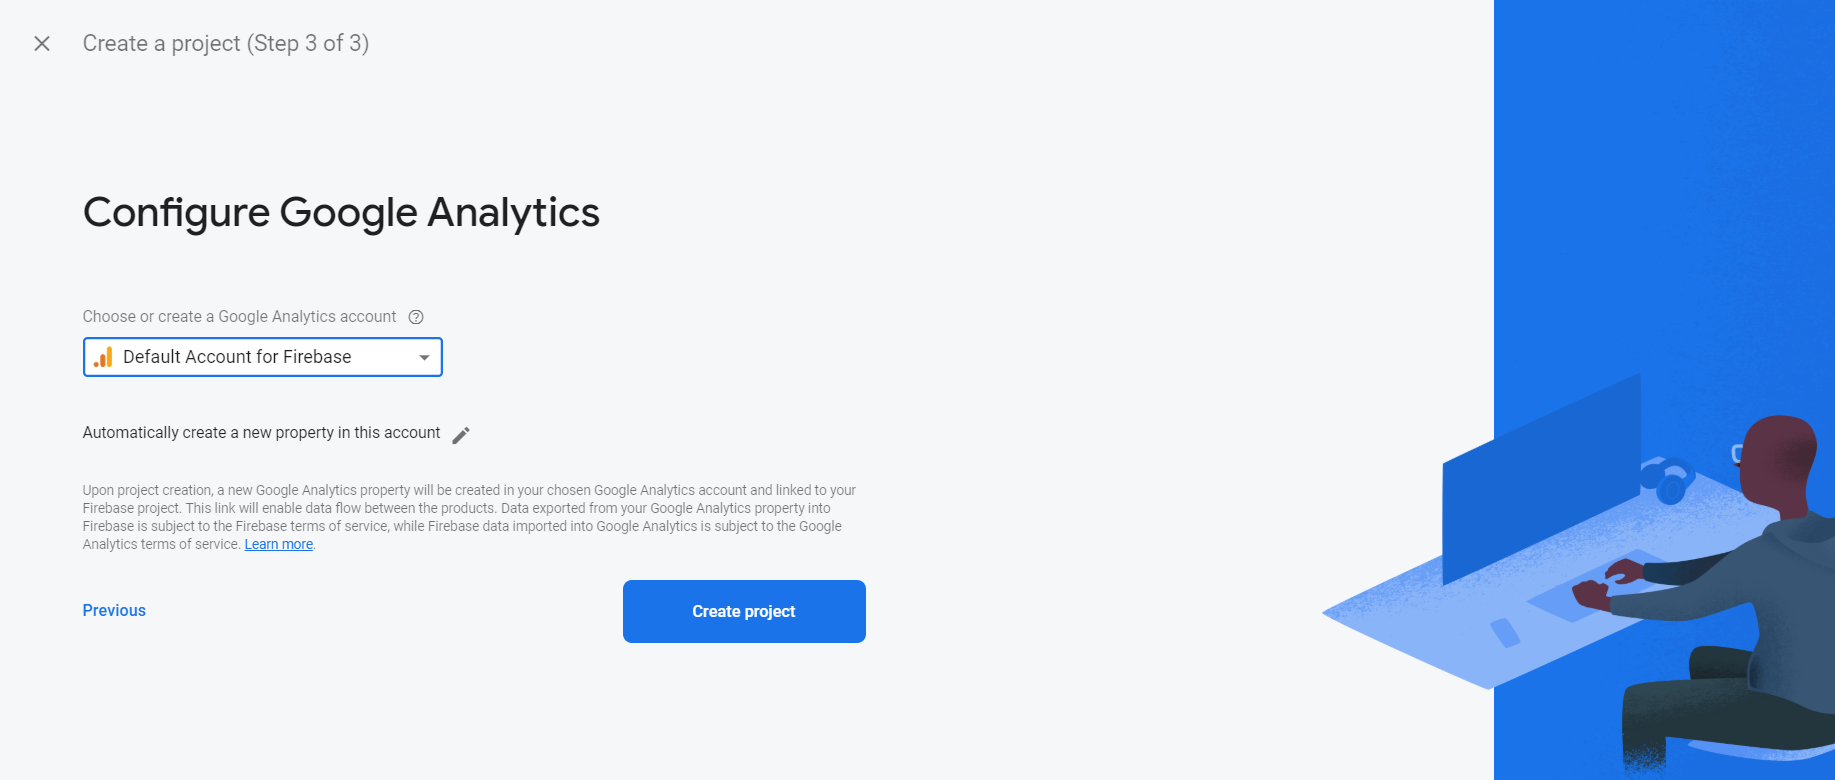 Create a project (Step 3 of 3)
Configure Google Analytics
Choose or create a Google Analytics account
Default Account for Firebase
Automatically create a new property in this account
Upon project creation, a new Google Analytics property will be created in your chosen Google Analytics account and linked to your
Firebase project. This link will enable data flow between the products. Data exported from your Google Analytics property into
Firebase is subject to the Firebase terms of service, while Firebase data imported into Google Analytics is subject to the Google
Analytics terms of service. Learn more.
Previous
Create project